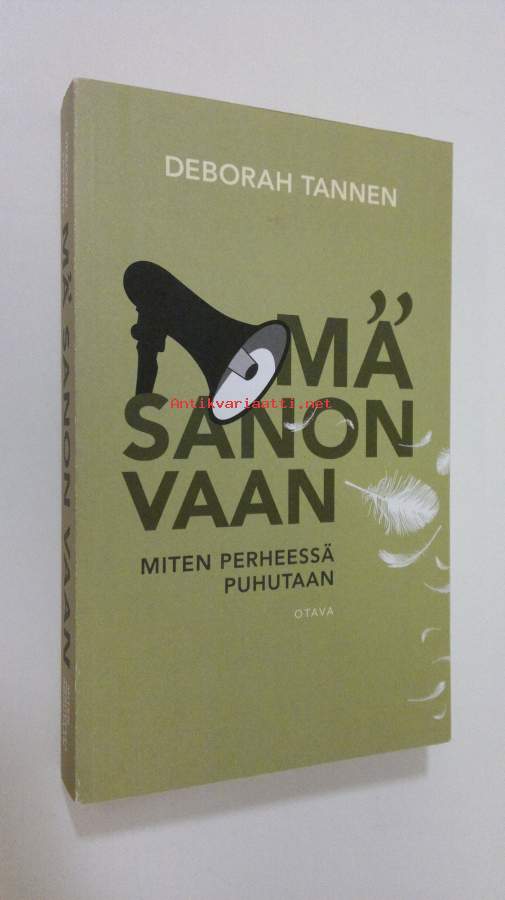 DEBORAH TANNEN
MÄ
SANON
VAAN
MITEN PERHEESSÄ
PUHUTAAN
OTAVA
MÄ SANON VAAN
Antikvariaatti.net